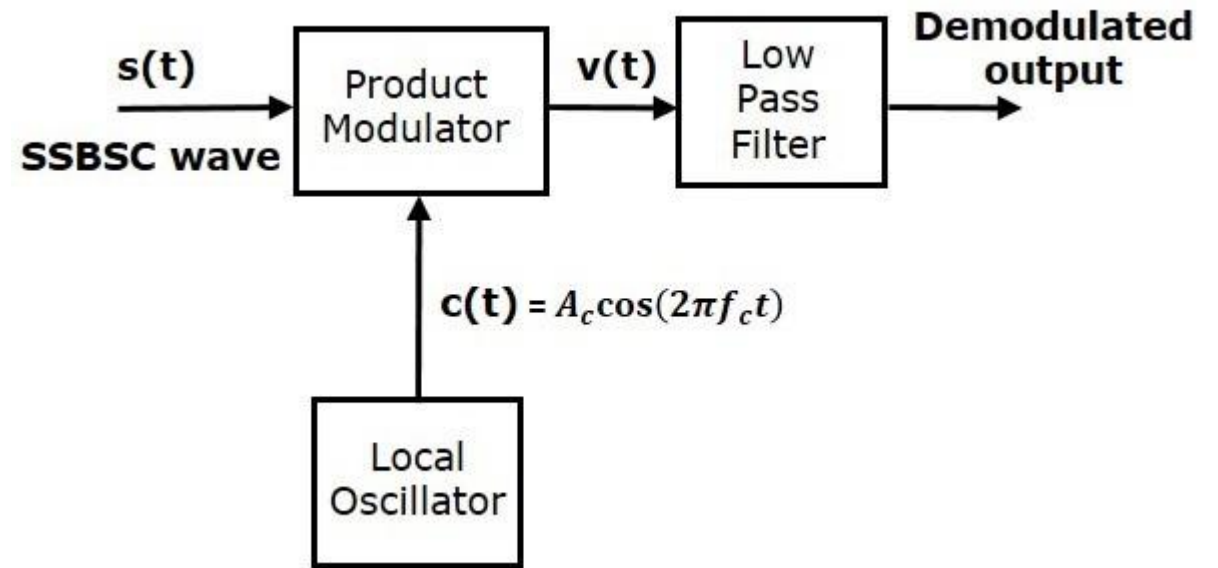 s(t)
SSBSC wave
Product
Modulator
v(t)
Low
Pass
Filter
Demodulated
output
c(t) = A_c cos(2πf_c t)
Local
Oscillator